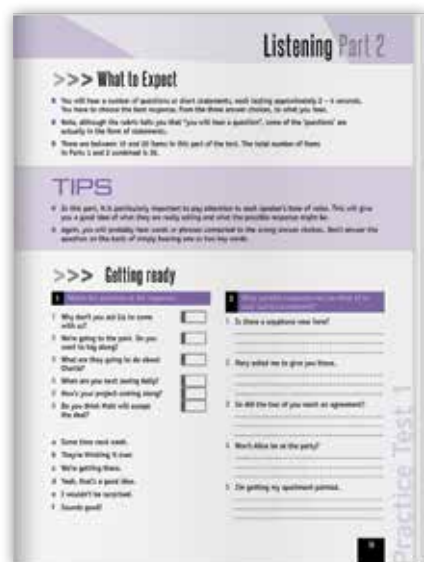 Listening Part 2
>>> What to Expect
You will hear a number of questions or short statements, each lasting approximately 2 – 4 seconds.
You have to choose the best response, from the three answer choices, to what you hear.
Note, although the rubric tells you that "you will hear a question", some of the 'questions' are
actually in the form of statements.
There are between and 20 items in this part of the test. The total number of items
in Parts 1 and 2 combined is
TIPS
In this part, it is particularly important to pay attention to each speaker's tone of voice. This will give
you a good idea of what they are really asking and what the possible response might be.
Again, you will probably hear words or phrases connected to the wrong answer choices. Don't answer the
question on the basis of simply hearing one or two key words.
>>> Getting ready
1 Why don't you ask Liz to come
with us?
2 We're going to the pool. Do you
want to tag along?
3 What are they going to do about
4 When are you next seeing Kelly?
5 How's your project coming along?
6 Do you think Matt will accept
the deal?
a Some time next week.
b They're thinking it over.
c We're getting there.
d Yeah, that's a good idea.
e I wouldn't be surprised.
f Sounds good!
1 Is there a payphone near here?
2 Mary asked me to give you these.
3 So did the two of you reach an agreement?
4 Won't Alice be at the party?
5 I'm getting my apartment painted.
Practice Test 1